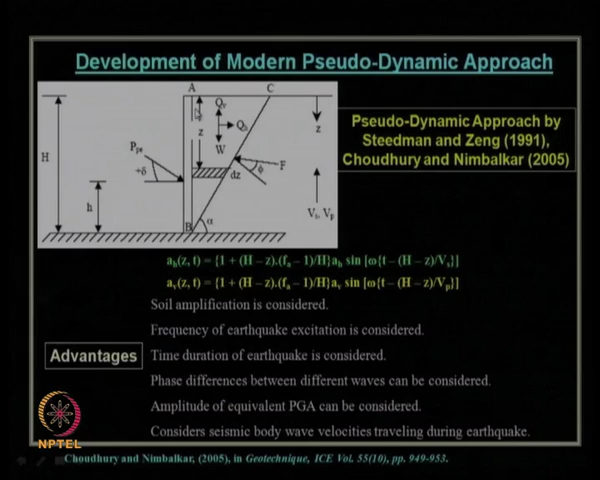 Development of Modern Pseudo-Dynamic Approach
A
C
Qv
Qh
z
z
W
H
Ppe
+δ
F
ϕ
dz
h
Vs, Vp
B
α
Pseudo-Dynamic Approach by
Steedman and Zeng (1991),
Choudhury and Nimbalkar (2005)
ah(z, t) = {1 + (H – z).(fa – 1)/H}ah sin [ω{t – (H – z)/Vs}]
av(z, t) = {1 + (H – z).(fa – 1)/H}av sin [ω{t – (H – z)/Vp}]
Soil amplification is considered.
Frequency of earthquake excitation is considered.
Advantages
Time duration of earthquake is considered.
Phase differences between different waves can be considered.
Amplitude of equivalent PGA can be considered.
Considers seismic body wave velocities traveling during earthquake.
NPTEL
Choudhury and Nimbalkar, (2005), in Geotechnique, ICE Vol. 55(10), pp. 949-953.